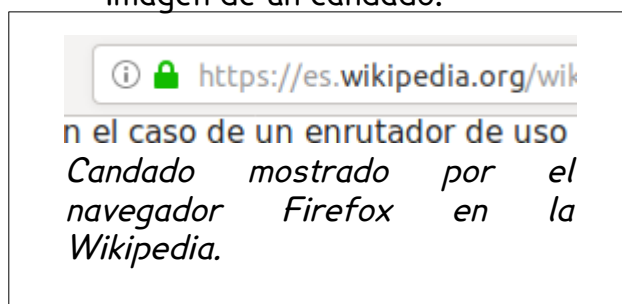 imagen de un candado.
https://es.wikipedia.org/wik
n el caso de un enrutador de uso
Candado mostrado por el
navegador Firefox en la
Wikipedia.